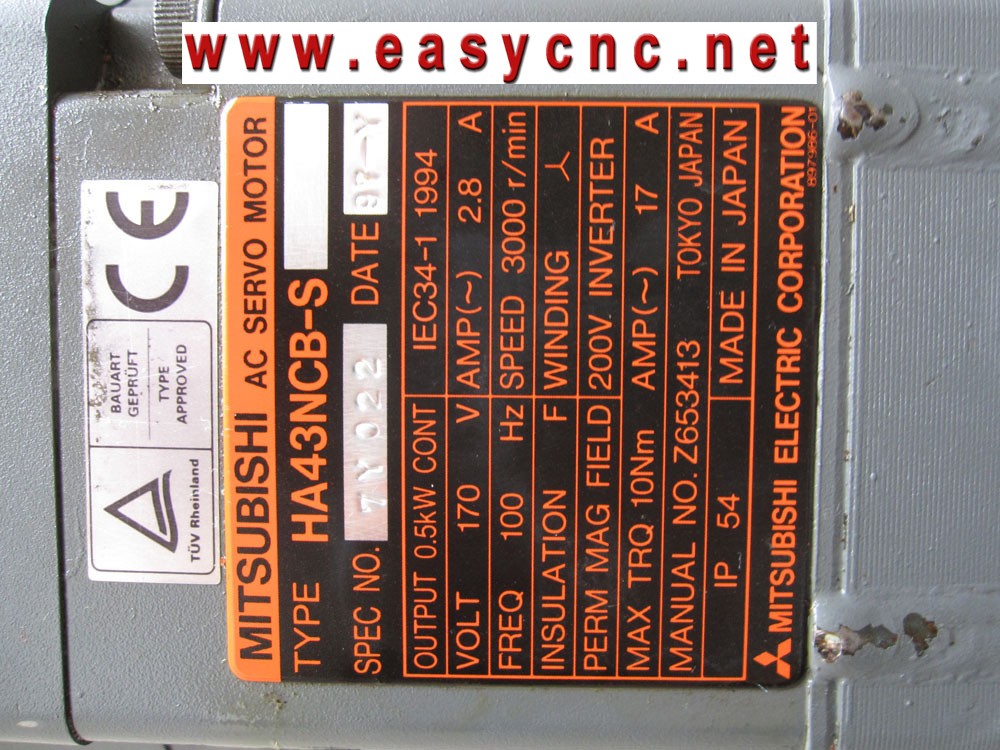 www.easycnc.net
CE
BAUART
GEPRÜFT
TYPE
APPROVED
TÜV Rheinland
MITSUBISHI AC SERVO MOTOR
TYPE HA43NCB-S
SPEC NO. 7Y022 DATE 97-Y
OUTPUT 0.5kW. CONT IEC34-1 1994
VOLT 170 V AMP(~) 2.8 A
FREQ 100 Hz SPEED 3000 r/min
INSULATION F WINDING 人
PERM MAG FIELD 200V INVERTER
MAX TRQ 10Nm AMP(~) 17 A
MANUAL NO. Z653413 TOKYO JAPAN
IP 54 MADE IN JAPAN
MITSUBISHI ELECTRIC CORPORATION
897986-01